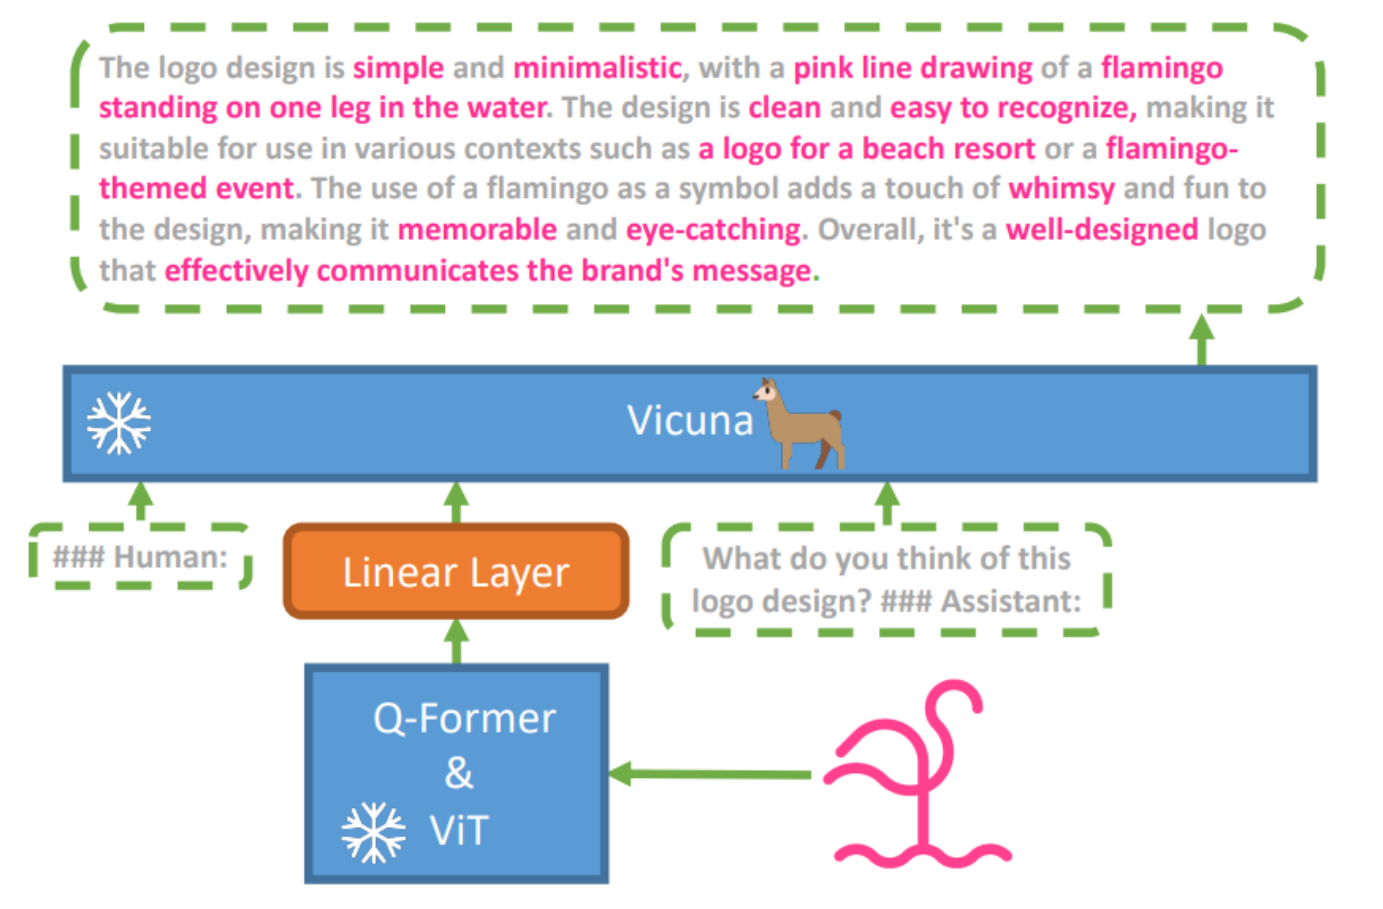 The logo design is simple and minimalistic, with a pink line drawing of a flamingo
standing on one leg in the water. The design is clean and easy to recognize, making it
suitable for use in various contexts such as a logo for a beach resort or a flamingo-
themed event. The use of a flamingo as a symbol adds a touch of whimsy and fun to
the design, making it memorable and eye-catching. Overall, it's a well-designed logo
that effectively communicates the brand's message.
Vicuna
### Human:
Linear Layer
What do you think of this
logo design? ### Assistant:
Q-Former
&
ViT